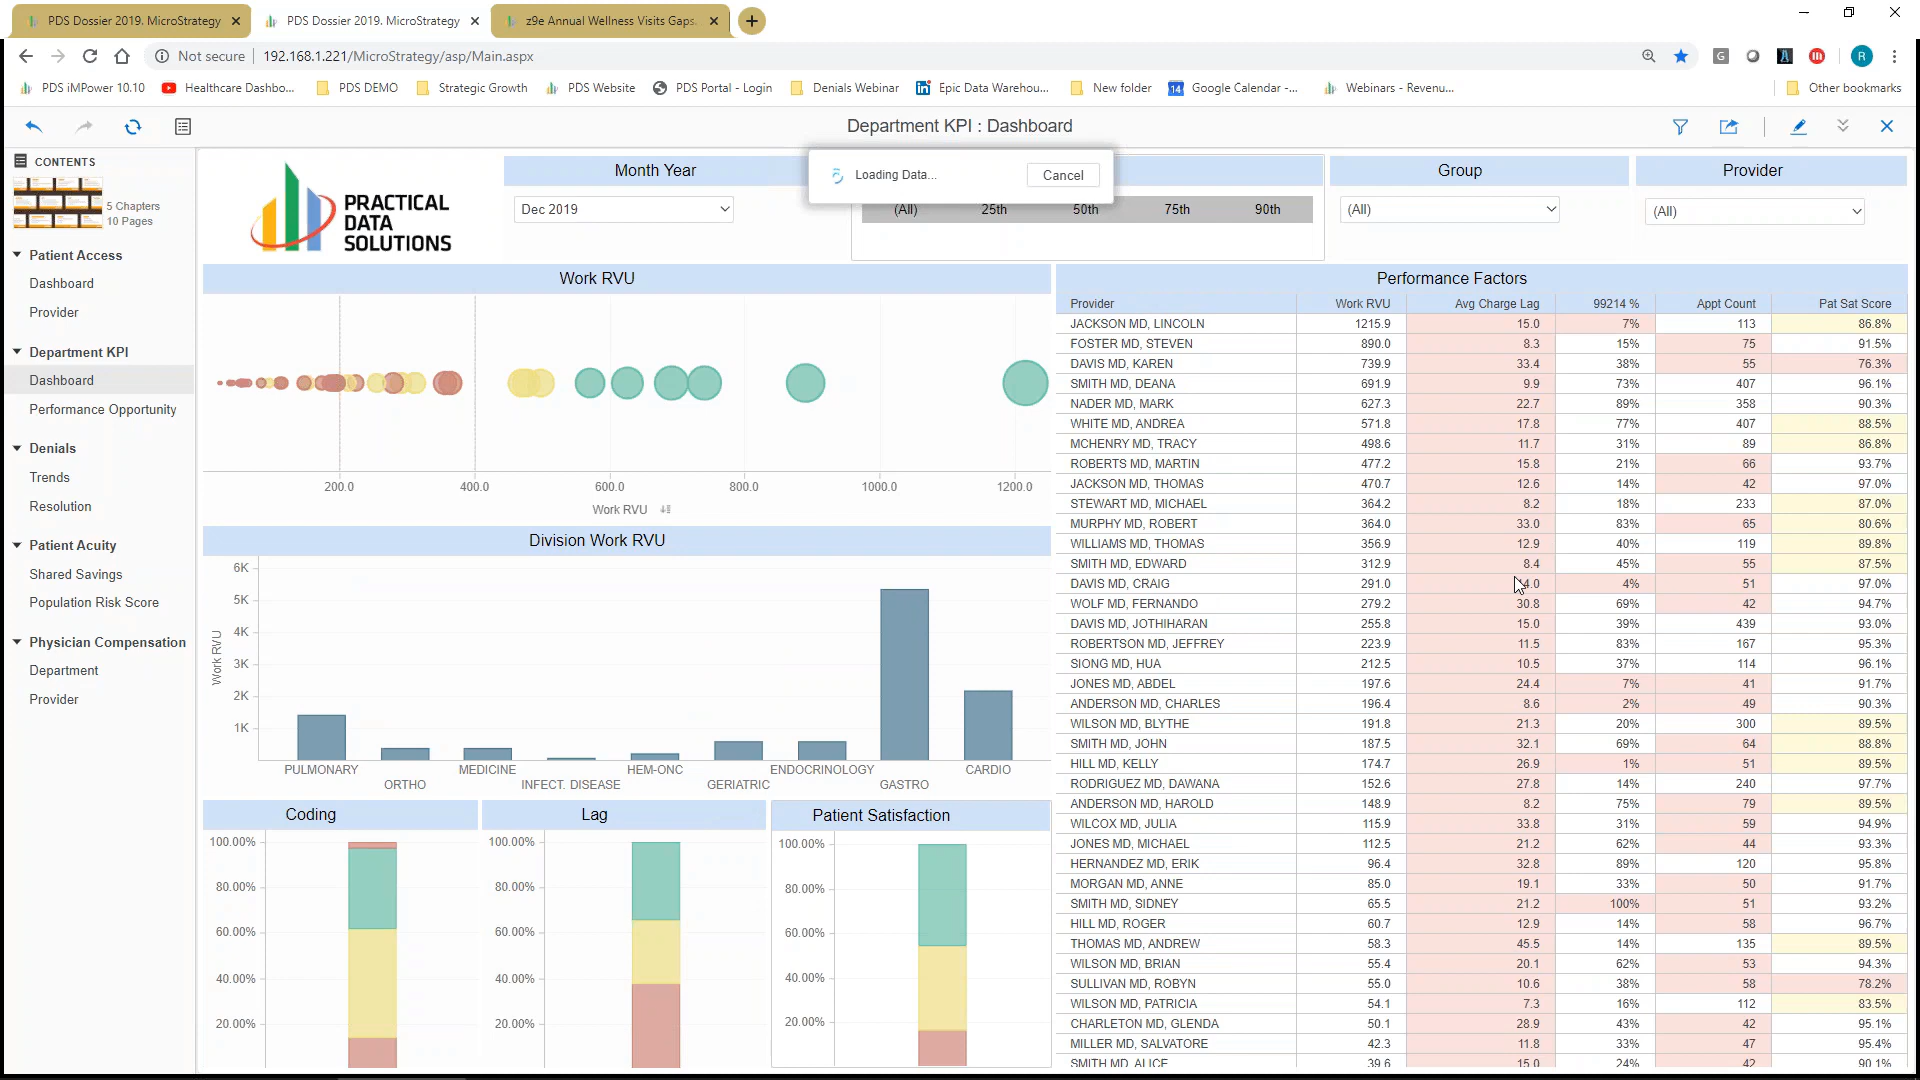 PDS Dossier 2019. MicroStrategy
PDS Dossier 2019. MicroStrategy
z9e Annual Wellness Visits Gaps.
Not secure
192.168.1.221/MicroStrategy/asp/Main.aspx
G
A
m
R
PDS iMPower 10.10
Healthcare Dashbo...
PDS DEMO
Strategic Growth
PDS Website
PDS Portal - Login
Denials Webinar
Epic Data Warehou...
New folder
14
Google Calendar -...
Webinars - Revenu...
Other bookmarks
Department KPI : Dashboard
Loading Data...
Cancel
CONTENTS
5 Chapters
10 Pages
Patient Access
Dashboard
Provider
Department KPI
Dashboard
Performance Opportunity
Denials
Trends
Resolution
Patient Acuity
Shared Savings
Population Risk Score
Physician Compensation
Department
Provider
PRACTICAL
DATA
SOLUTIONS
Month Year
Dec 2019
(All) 25th 50th 75th 90th
Group
(All)
Provider
(All)
Work RVU
200.0 400.0 600.0 800.0 1000.0 1200.0
Work RVU
Division Work RVU
6K
5K
4K
3K
2K
1K
Work RVU
PULMONARY
ORTHO
MEDICINE
INFECT. DISEASE
HEM-ONC
GERIATRIC
ENDOCRINOLOGY
GASTRO
CARDIO
Coding
100.00%
80.00%
60.00%
40.00%
20.00%
Lag
100.00%
80.00%
60.00%
40.00%
20.00%
Patient Satisfaction
100.00%
80.00%
60.00%
40.00%
20.00%
Performance Factors
Provider Work RVU Avg Charge Lag 99214 % Appt Count Pat Sat Score
JACKSON MD, LINCOLN 1215.9 15.0 7% 113 86.8%
FOSTER MD, STEVEN 890.0 8.3 15% 75 91.5%
DAVIS MD, KAREN 739.9 33.4 38% 55 76.3%
SMITH MD, DEANA 691.9 9.9 73% 407 96.1%
NADER MD, MARK 627.3 22.7 89% 358 90.3%
WHITE MD, ANDREA 571.8 17.8 77% 407 88.5%
MCHENRY MD, TRACY 498.6 11.7 31% 89 86.8%
ROBERTS MD, MARTIN 477.2 15.8 21% 66 93.7%
JACKSON MD, THOMAS 470.7 12.6 14% 42 97.0%
STEWART MD, MICHAEL 364.2 8.2 18% 233 87.0%
MURPHY MD, ROBERT 364.0 33.0 83% 65 80.6%
WILLIAMS MD, THOMAS 356.9 12.9 40% 119 89.8%
SMITH MD, EDWARD 312.9 8.4 45% 55 87.5%
DAVIS MD, CRAIG 291.0 4% 51 97.0%
WOLF MD, FERNANDO 279.2 30.8 69% 42 94.7%
DAVIS MD, JOTHIHARAN 255.8 15.0 39% 439 93.0%
ROBERTSON MD, JEFFREY 223.9 11.5 83% 167 95.3%
SIONG MD, HUA 212.5 10.5 37% 114 96.1%
JONES MD, ABDEL 197.6 24.4 7% 41 91.7%
ANDERSON MD, CHARLES 196.4 8.6 2% 49 90.3%
WILSON MD, BLYTHE 191.8 21.3 20% 300 89.5%
SMITH MD, JOHN 187.5 32.1 69% 64 88.8%
HILL MD, KELLY 174.7 26.9 1% 51 89.5%
RODRIGUEZ MD, DAWANA 152.6 27.8 14% 240 97.7%
ANDERSON MD, HAROLD 148.9 8.2 75% 79 89.5%
WILCOX MD, JULIA 115.9 33.8 31% 59 94.9%
JONES MD, MICHAEL 112.5 21.2 62% 44 93.3%
HERNANDEZ MD, ERIK 96.4 32.8 89% 120 95.8%
MORGAN MD, ANNE 85.0 19.1 33% 50 91.7%
SMITH MD, SIDNEY 65.5 21.2 100% 51 93.2%
HILL MD, ROGER 60.7 12.9 14% 58 96.7%
THOMAS MD, ANDREW 58.3 45.5 14% 135 89.5%
WILSON MD, BRIAN 55.4 20.1 62% 53 94.3%
SULLIVAN MD, ROBYN 55.0 10.6 38% 58 78.2%
WILSON MD, PATRICIA 54.1 7.3 16% 112 83.5%
CHARLETON MD, GLENDA 50.1 28.9 43% 42 95.1%
MILLER MD, SALVATORE 42.3 11.8 33% 47 95.4%
SMITH MD, ALICE 39.6 15.0 24% 42 90.1%